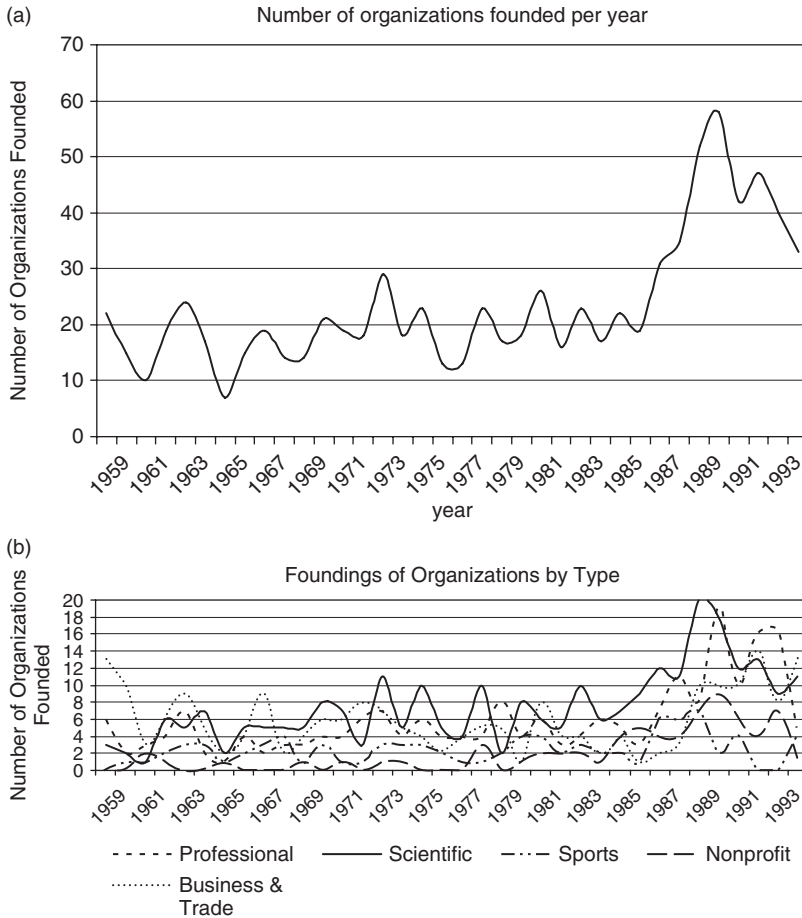 (a)
Number of organizations founded per year
Number of Organizations Founded
70
60
50
40
30
20
10
0
1959 1961 1963 1965 1967 1969 1971 1973 1975 1977 1979 1981 1983 1985 1987 1989 1991 1993
year
(b)
Foundings of Organizations by Type
Number of Organizations
Founded
20
18
16
14
12
10
8
6
4
2
0
1959 1961 1963 1965 1967 1969 1971 1973 1975 1977 1979 1981 1983 1985 1987 1989 1991 1993
Professional Scientific Sports Nonprofit
Business &
Trade